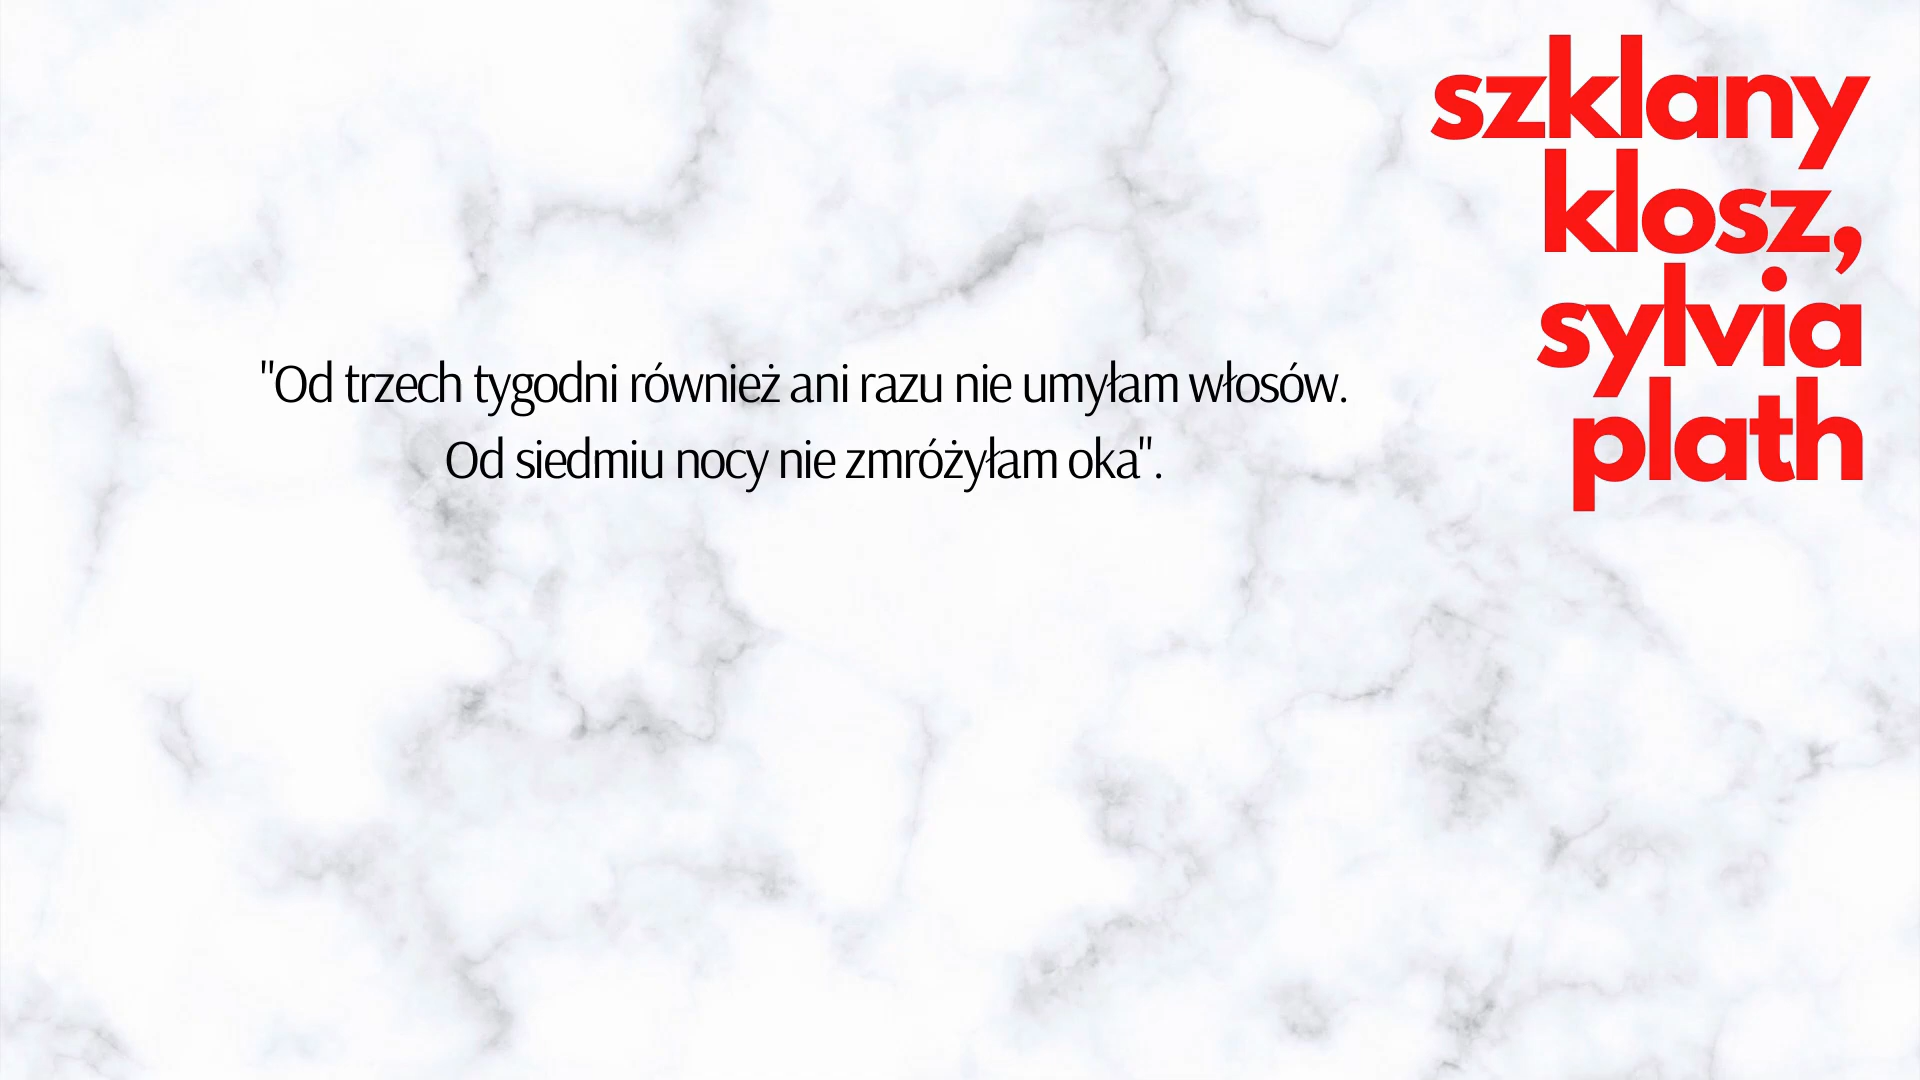 szklany
klosz,
sylvia
plath
"Od trzech tygodni również ani razu nie umyłam włosów.
Od siedmiu nocy nie zmróżyłam oka".